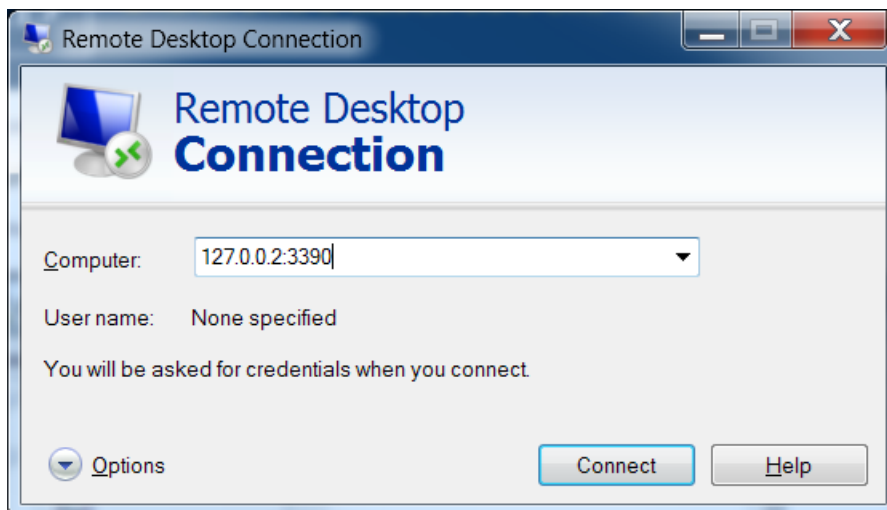 Remote Desktop Connection
Remote Desktop
Connection
Computer: 127.0.0.2:3390
User name: None specified
You will be asked for credentials when you connect.
Options Connect Help